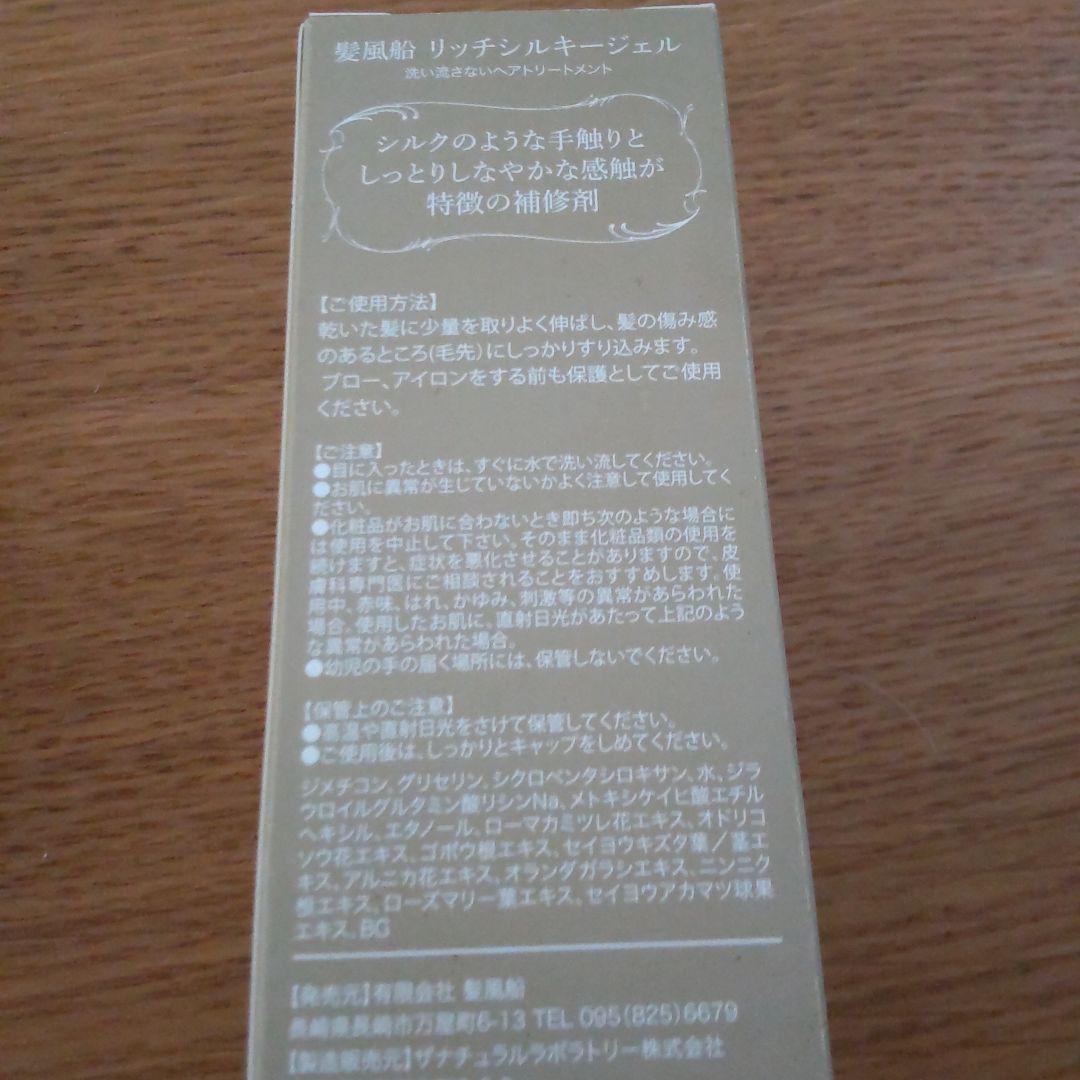 髪風船 リッチシルキージェル
洗い流さないヘアトリートメント
シルクのような手触りと
しっとりしなやかな感触が
特徴の補修剤
【ご使用方法】
乾いた髪に少量を取りよく伸ばし、髪の傷み感
のあるところ(毛先)にしっかりすり込みます。
ブロー、アイロンをする前も保護としてご使用
ください。
【ご注意】
●目に入ったときは、すぐに水で洗い流してください。
●お肌に異常が生じていないかよく注意して使用してく
ださい。
●化粧品がお肌に合わないとき即ち次のような場合に
は使用を中止して下さい。そのまま化粧品類の使用を
続けますと、症状を悪化させることがありますので、皮
膚科専門医にご相談されることをおすすめします。使
用中、赤味、はれ、かゆみ、刺激等の異常があらわれた
場合。使用したお肌に、直射日光があたって上記のよう
な異常があらわれた場合。
●幼児の手の届く場所には、保管しないでください。
【保管上のご注意】
●高温や直射日光をさけて保管してください。
●ご使用後は、しっかりとキャップをしめてください。
ジメチコン、グリセリン、シクロペンタシロキサン、水、ジラ
ウロイルグルタミン酸リシンNa、メトキシケイヒ酸エチル
ヘキシル、エタノール、ローマカミツレ花エキス、オドリコ
ソウ花エキス、ゴボウ根エキス、セイヨウキズタ葉/茎エ
キス、アルニカ花エキス、オランダガラシエキス、ニンニク
根エキス、ローズマリー葉エキス、セイヨウアカマツ球果
エキス、BG
【発売元】有限会社 髪風船
長崎県長崎市万屋町6-13 TEL 095(825)6679
【製造販売元】ザナチュラルラボラトリー株式会社